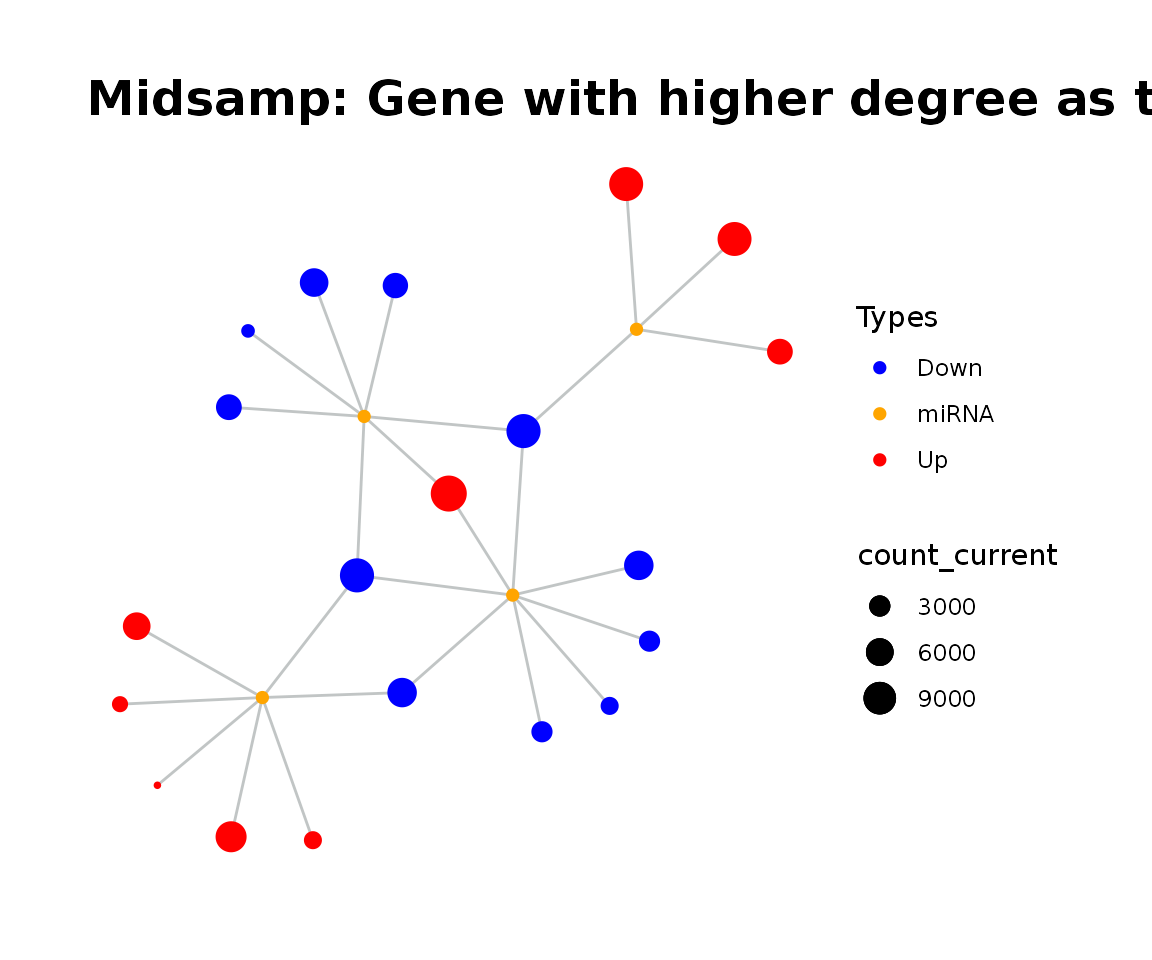 Midsamp: Gene with higher degree as t
Types
Down
miRNA
Up
count_current
3000
6000
9000